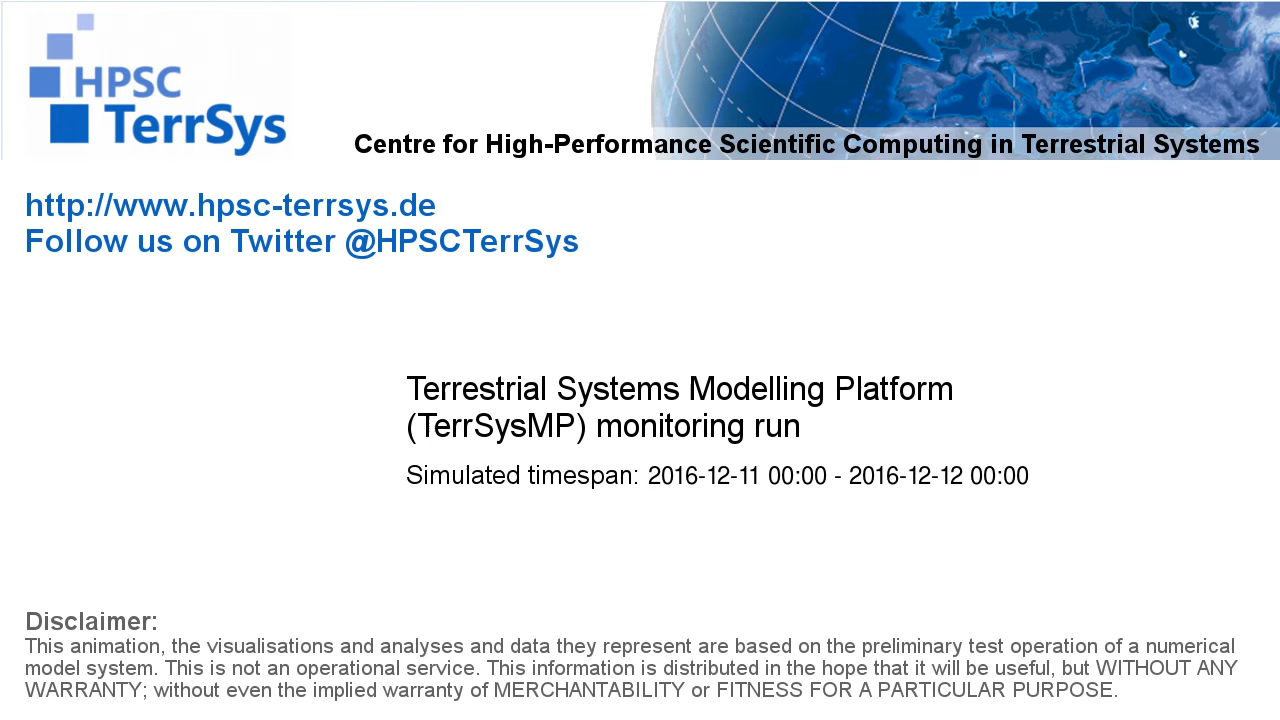 HPSC
TerrSys
Centre for High-Performance Scientific Computing in Terrestrial Systems
http://www.hpsc-terrsys.de
Follow us on Twitter @HPSCTerrSys
Terrestrial Systems Modelling Platform
(TerrSysMP) monitoring run
Simulated timespan: 2016-12-11 00:00 - 2016-12-12 00:00
Disclaimer:
This animation, the visualisations and analyses and data they represent are based on the preliminary test operation of a numerical
model system. This is not an operational service. This information is distributed in the hope that it will be useful, but WITHOUT ANY
WARRANTY; without even the implied warranty of MERCHANTABILITY or FITNESS FOR A PARTICULAR PURPOSE.